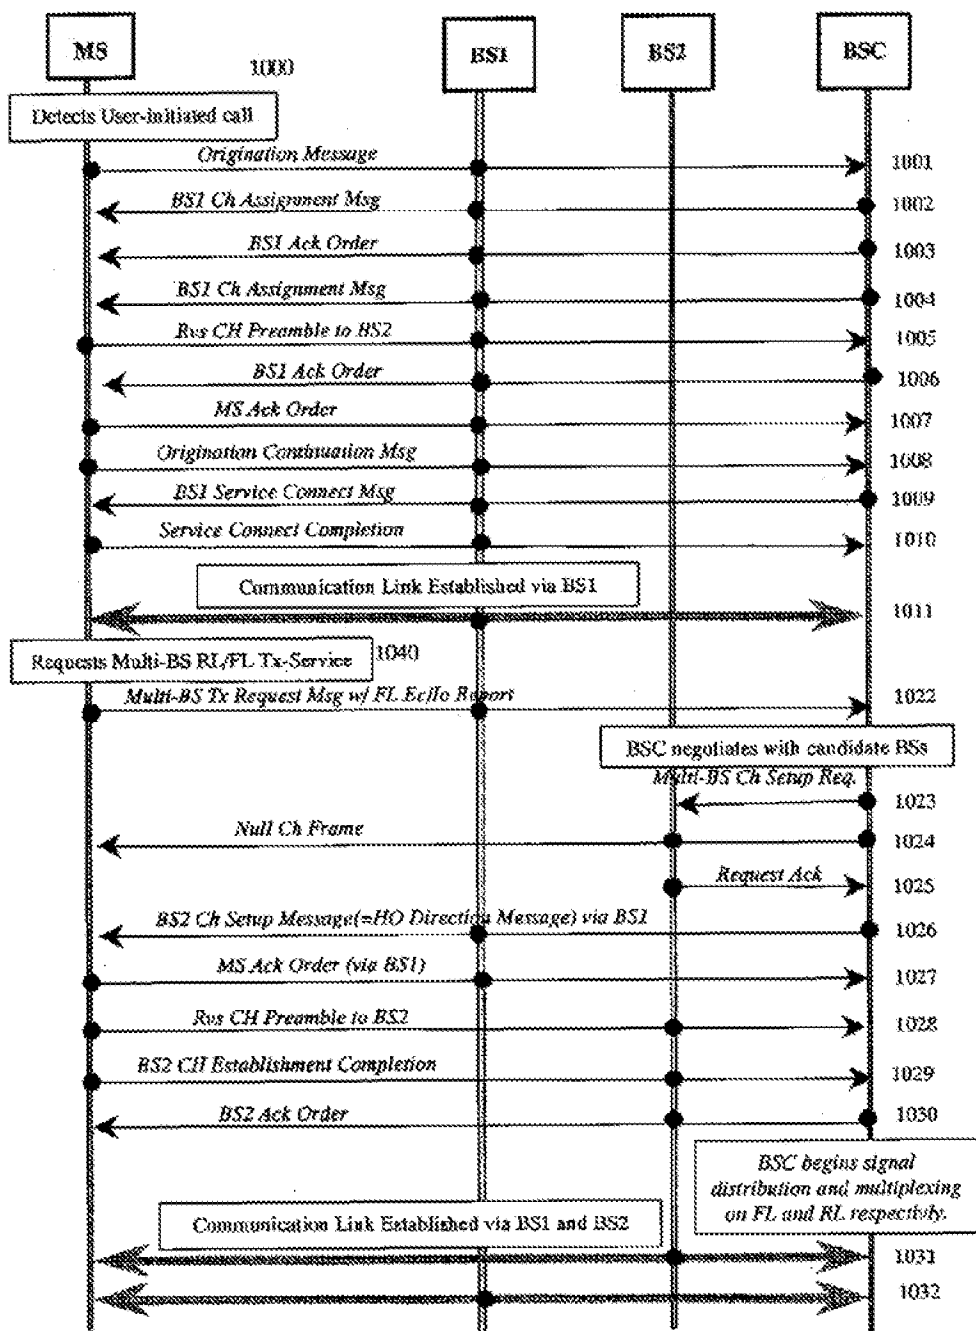 MS
BS1
BS2
BSC
1000
Detects User-initiated call
Origination Message
1001
BS1 Ch Assignment Msg
1002
BS1 Ack Order
1003
BS1 Ch Assignment Msg
1004
Rvs CH Preamble to BS2
1005
BS1 Ack Order
1006
MS Ack Order
1007
Origination Continuation Msg
1008
BS1 Service Connect Msg
1009
Service Connect Completion
1010
Communication Link Established via BS1
1011
Requests Multi-BS RL/FL Tx-Service
1040
Multi-BS Tx Request Msg w/ FL Ec/Io Report
1022
BSC negotiates with candidate BSs
Multi-BS Ch Setup Req.
1023
Null Ch Frame
1024
Request Ack
1025
BS2 Ch Setup Message(=HO Direction Message) via BS1
1026
MS Ack Order (via BS1)
1027
Rvs CH Preamble to BS2
1028
BS2 CH Establishment Completion
1029
BS2 Ack Order
1030
BSC begins signal
distribution and multiplexing
on FL and RL respectivly.
Communication Link Established via BS1 and BS2
1031
1032